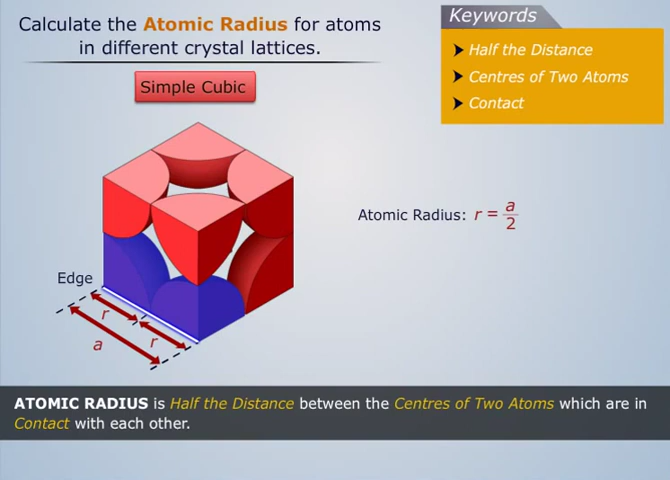 Calculate the Atomic Radius for atoms
in different crystal lattices.
Keywords
Half the Distance
Centres of Two Atoms
Contact
Simple Cubic
Atomic Radius: r = a/2
Edge
r
r
a
ATOMIC RADIUS is Half the Distance between the Centres of Two Atoms which are in
Contact with each other.